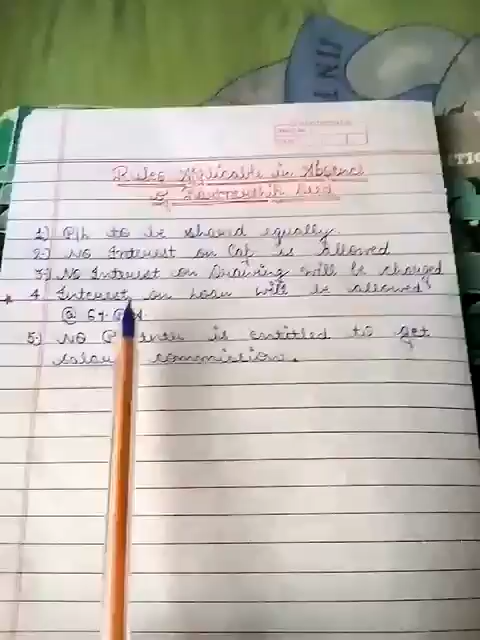 Rules Applicable in Absence
of Partnership Deed
1) P/L to be shared equally.
2) No Interest on Cap is allowed
3) No Interest on Drawing will be charged
4 Interest on Loan will be allowed
@ 6%
5) No is entitled to get
commission.